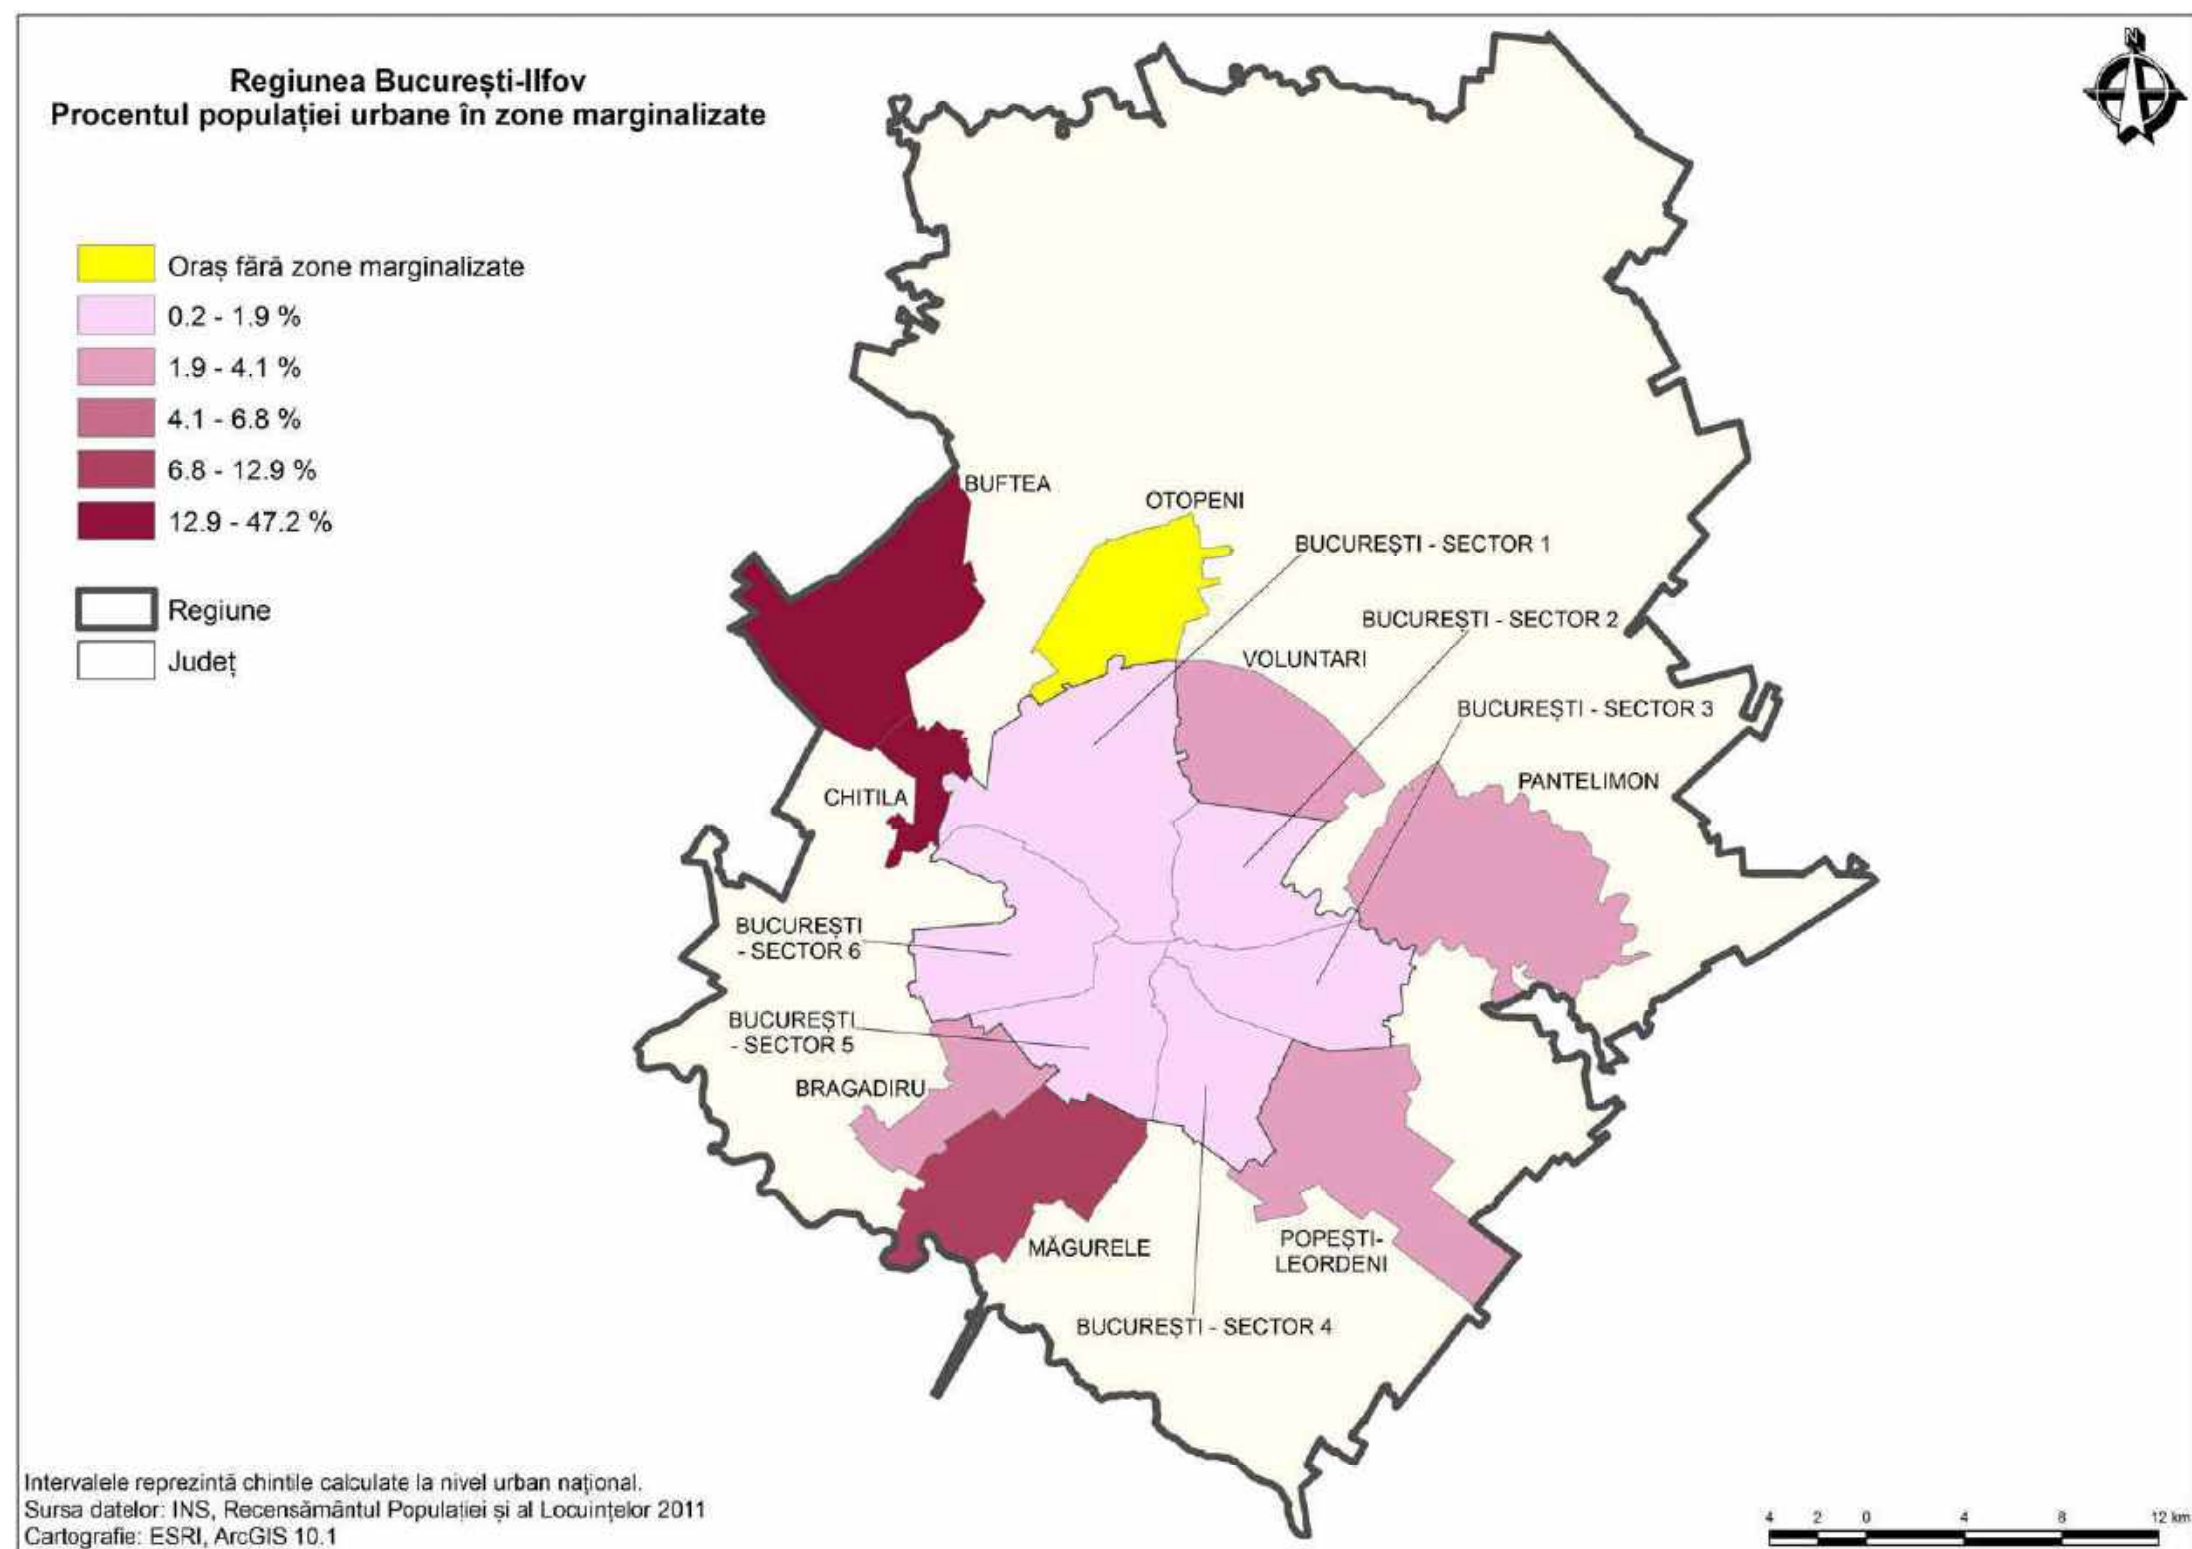 Regiunea București-Ilfov
Procentul populației urbane în zone marginalizate
N
Oraș fără zone marginalizate
0.2 - 1.9 %
1.9 - 4.1 %
4.1 - 6.8 %
6.8 - 12.9 %
12.9 - 47.2 %
Regiune
Județ
BUFTEA
OTOPENI
BUCUREȘTI - SECTOR 1
BUCUREȘTI - SECTOR 2
VOLUNTARI
BUCUREȘTI - SECTOR 3
PANTELIMON
CHITILA
BUCUREȘTI
- SECTOR 6
BUCUREȘTI
- SECTOR 5
BRAGADIRU
MĂGURELE
POPEȘTI-
LEORDENI
BUCUREȘTI - SECTOR 4
Intervalele reprezintă chintile calculate la nivel urban național.
Sursa datelor: INS, Recensământul Populației și al Locuințelor 2011
Cartografie: ESRI, ArcGIS 10.1
4 2 0 4 8 12 km